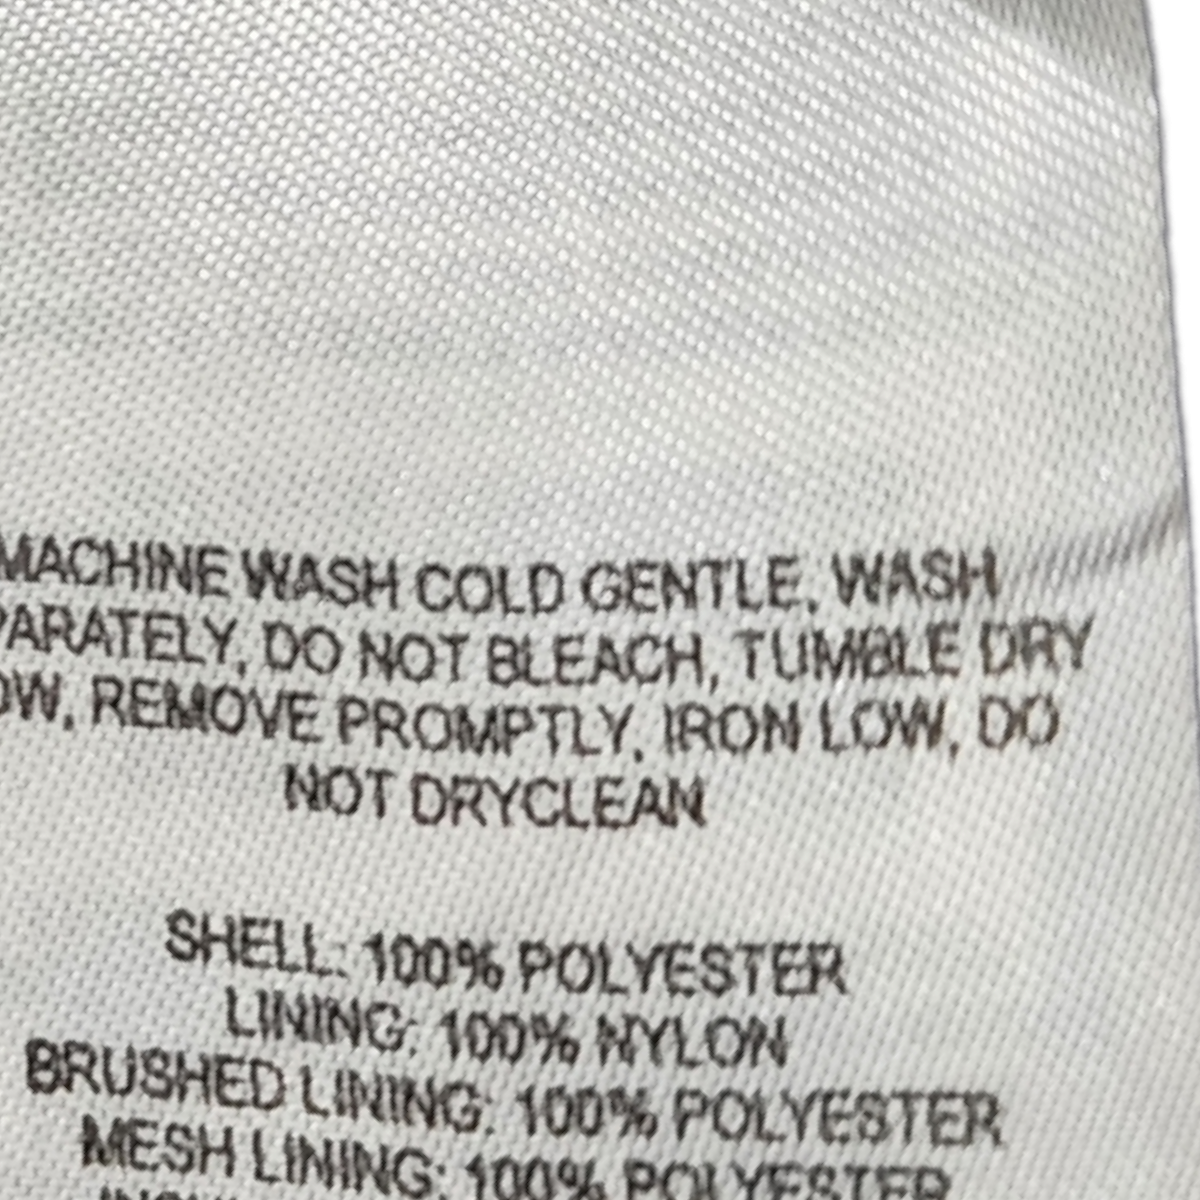 MACHINE WASH COLD GENTLE, WASH
PARATELY, DO NOT BLEACH, TUMBLE DRY
OW, REMOVE PROMPTLY, IRON LOW, DO
NOT DRYCLEAN
SHELL: 100% POLYESTER
LINING: 100% NYLON
BRUSHED LINING: 100% POLYESTER
MESH LINING: 100% POLYESTER